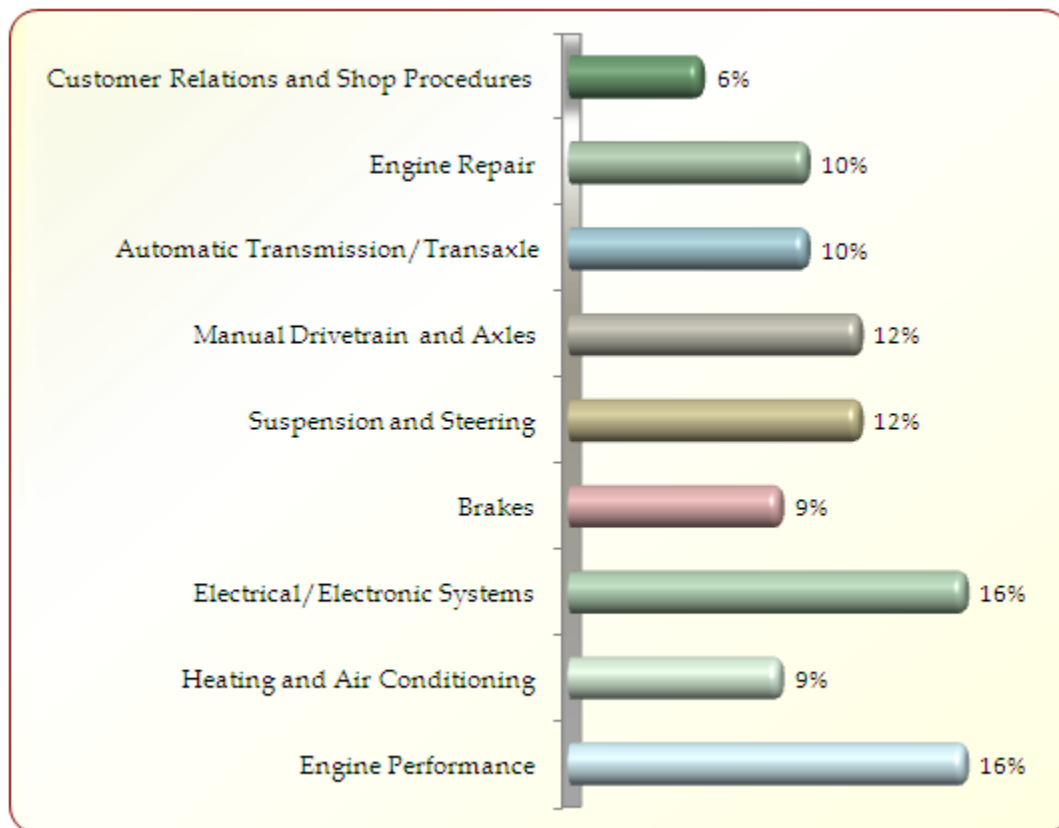 Customer Relations and Shop Procedures 6%
Engine Repair 10%
Automatic Transmission/Transaxle 10%
Manual Drivetrain and Axles 12%
Suspension and Steering 12%
Brakes 9%
Electrical/Electronic Systems 16%
Heating and Air Conditioning 9%
Engine Performance 16%